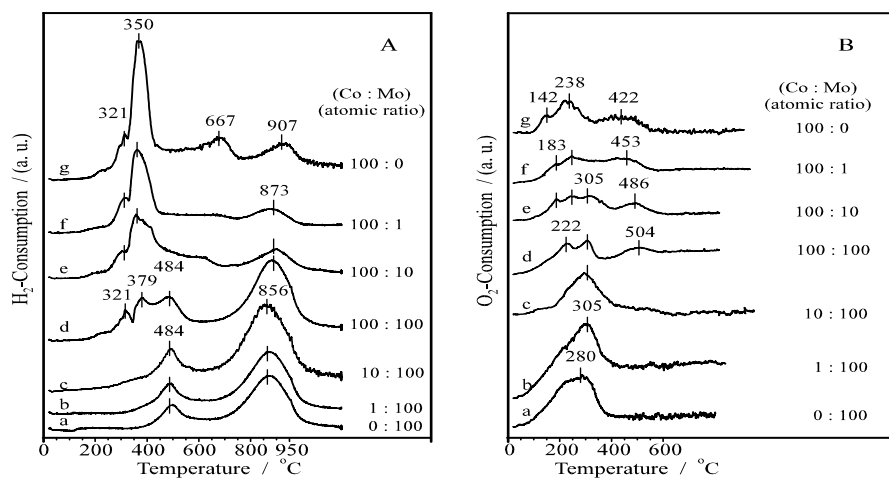 350
A
(Co : Mo)
(atomic ratio)
321
667
907
g
100 : 0
873
f
100 : 1
e
100 : 10
484
379
321
856
d
100 : 100
484
c
10 : 100
b
1 : 100
a
0 : 100
0 200 400 600 800 950
Temperature / °C
H2-Consumption / (a. u.)
B
(Co : Mo)
(atomic ratio)
238
142
422
g
100 : 0
183
453
f
100 : 1
305
486
e
100 : 10
222
504
d
100 : 100
c
305
10 : 100
280
b
1 : 100
a
0 : 100
0 200 400 600
Temperature / °C
O2-Consumption / (a. u.)